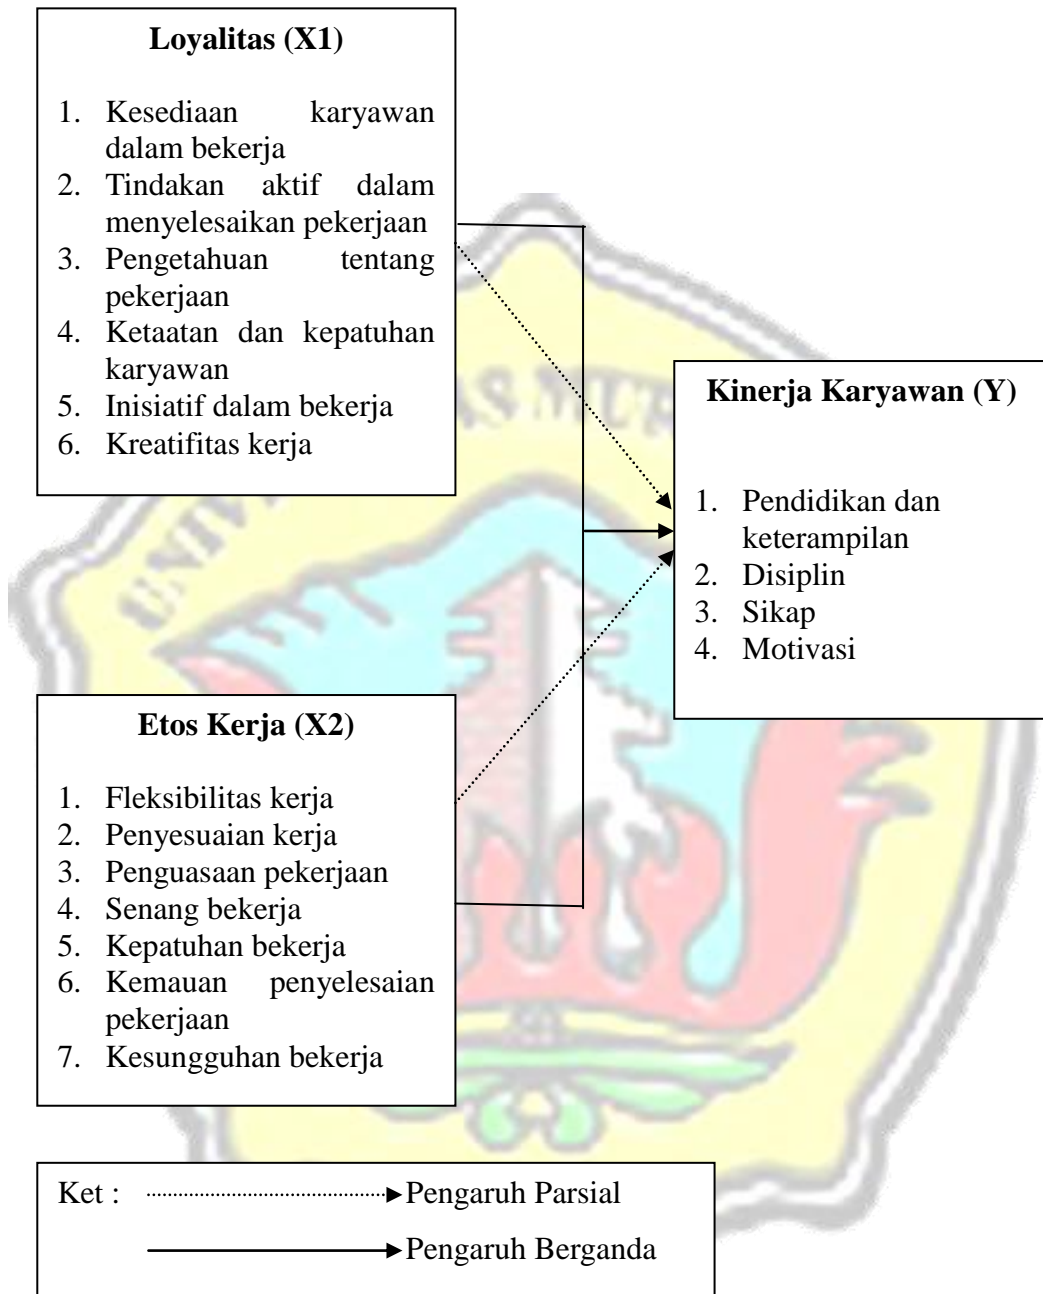 Loyalitas (X1)
1. Kesediaan karyawan
dalam bekerja
2. Tindakan aktif dalam
menyelesaikan pekerjaan
3. Pengetahuan tentang
pekerjaan
4. Ketaatan dan kepatuhan
karyawan
5. Inisiatif dalam bekerja
6. Kreatifitas kerja
Kinerja Karyawan (Y)
1. Pendidikan dan
keterampilan
2. Disiplin
3. Sikap
4. Motivasi
Etos Kerja (X2)
1. Fleksibilitas kerja
2. Penyesuaian kerja
3. Penguasaan pekerjaan
4. Senang bekerja
5. Kepatuhan bekerja
6. Kemauan penyelesaian
pekerjaan
7. Kesungguhan bekerja
Ket : Pengaruh Parsial
Pengaruh Berganda